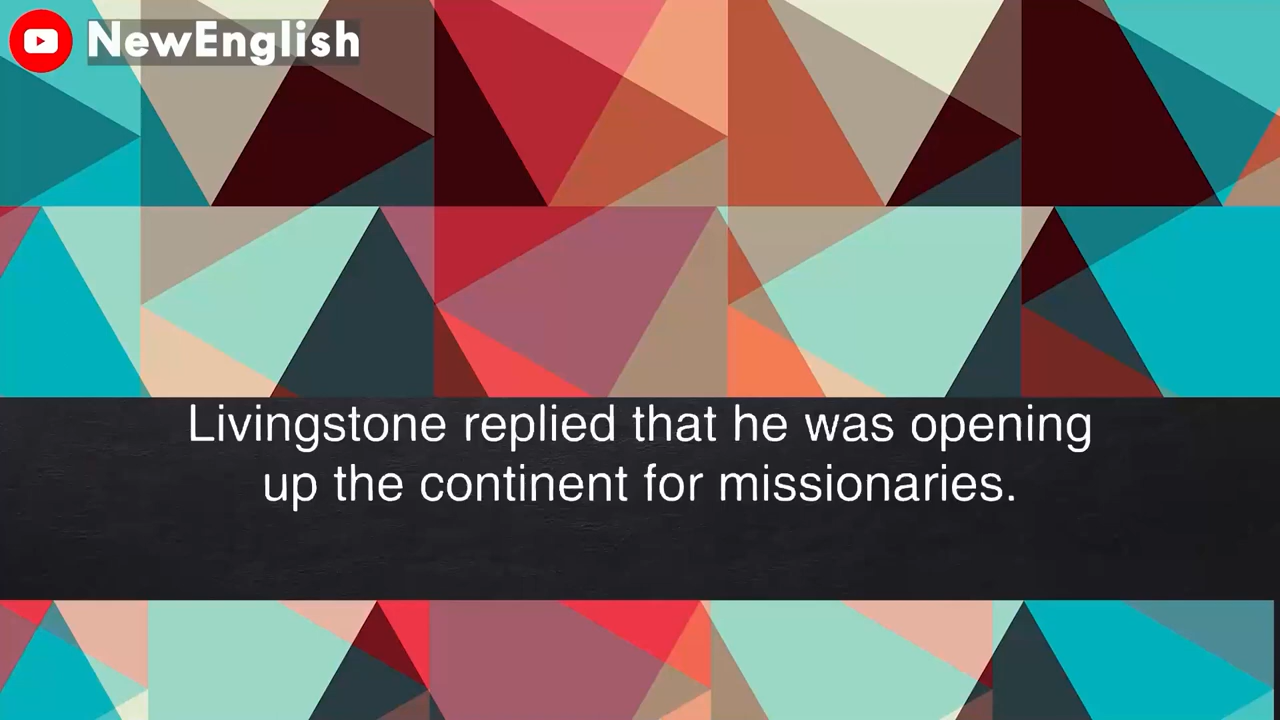 NewEnglish
Livingstone replied that he was opening
up the continent for missionaries.